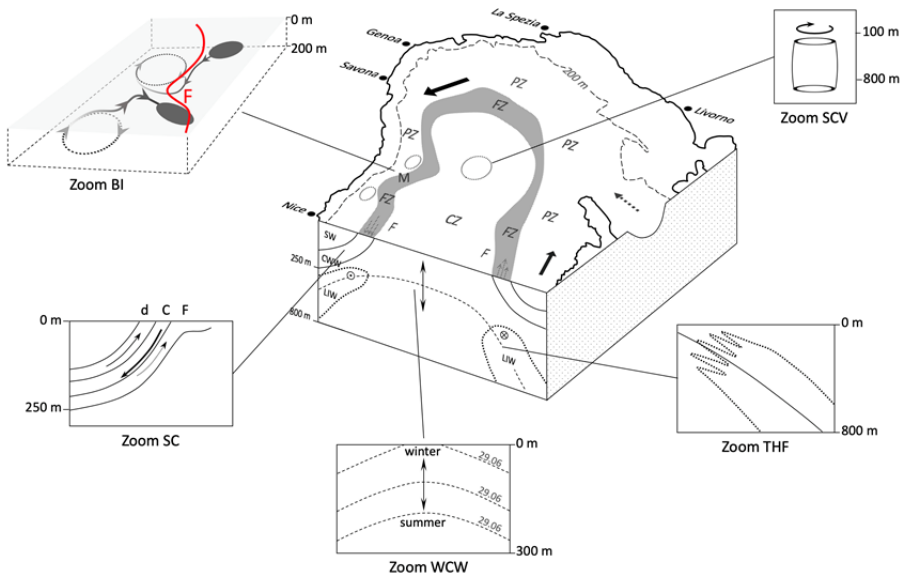 0 m
200 m
F
Zoom BI
La Spezia
Genoa
Savona
200 m
PZ
FZ
PZ
PZ
Livorno
M
FZ
CZ
FZ
PZ
Nice
F
F
SW
CWW
LIW
250 m
800 m
LIW
100 m
800 m
Zoom SCV
d C F
0 m
250 m
Zoom SC
0 m
winter
29.06
29.06
summer
29.06
300 m
Zoom WCW
0 m
800 m
Zoom THF